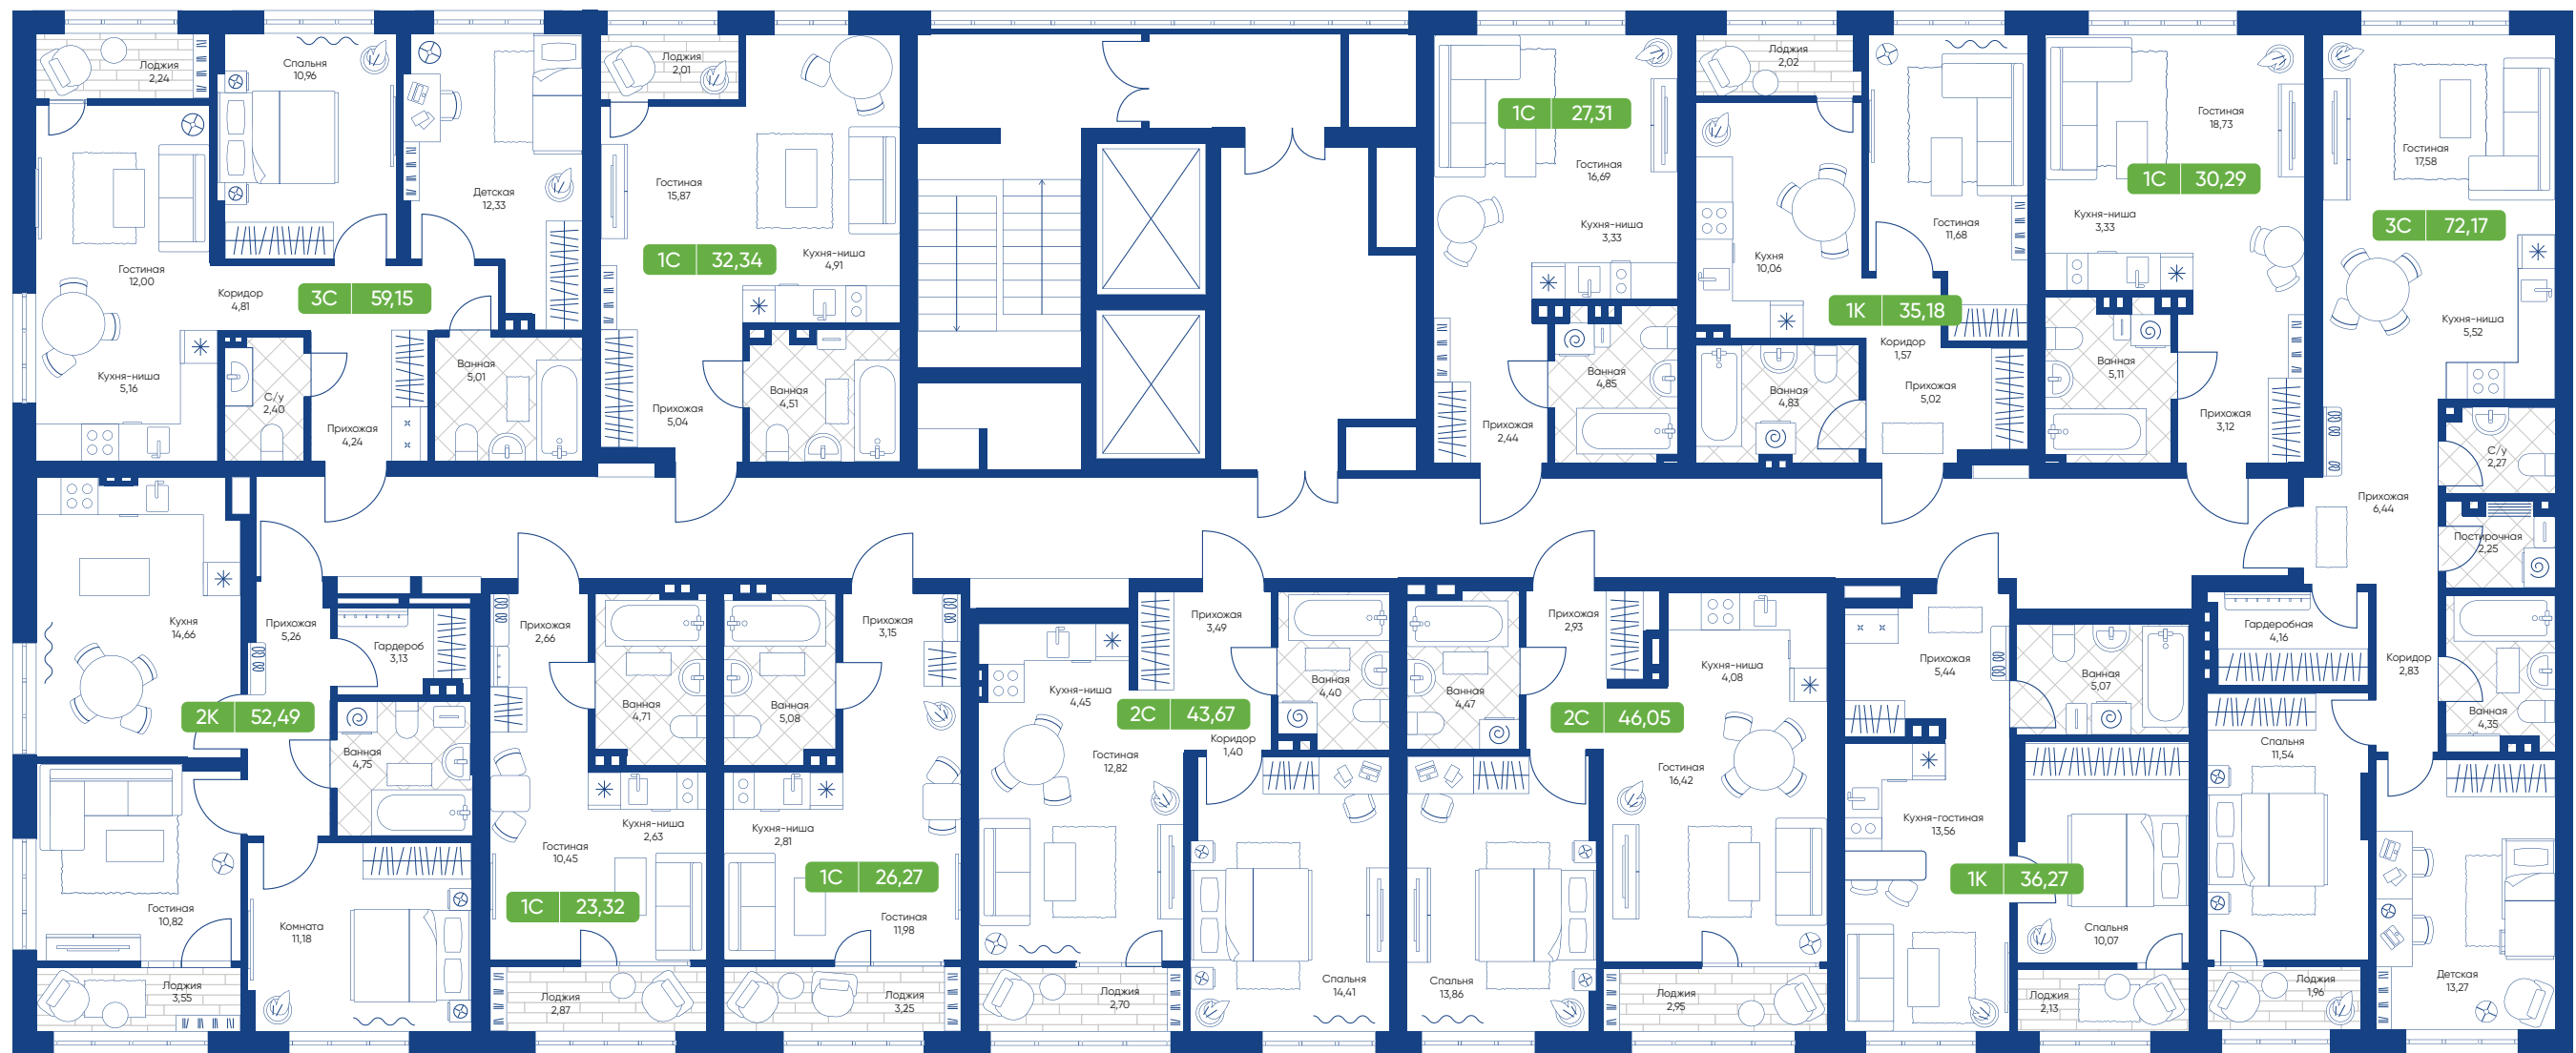 Лоджия
2,24
Спальня
10,96
Детская
12,33
Гостиная
12,00
Коридор
4,81
3С 59,15
Кухня-ниша
5,16
С/у
2,40
Прихожая
4,24
Ванная
5,01
Лоджия
2,01
Гостиная
15,87
1С 32,34
Кухня-ниша
4,91
Прихожая
5,04
Ванная
4,51
1С 27,31
Гостиная
16,69
Кухня-ниша
3,33
Ванная
4,85
Прихожая
2,44
Лоджия
2,02
Гостиная
11,68
Кухня
10,06
1К 35,18
Коридор
1,57
Ванная
4,83
Прихожая
5,02
Гостиная
18,73
1С 30,29
Кухня-ниша
3,33
Ванная
5,11
Прихожая
3,12
Гостиная
17,58
3С 72,17
Кухня-ниша
5,52
С/у
2,27
Прихожая
6,44
Постирочная
2,25
Гардеробная
4,16
Коридор
2,83
Ванная
4,35
Спальня
11,54
Лоджия
1,96
Детская
13,27
Кухня
14,66
Прихожая
5,26
Гардероб
3,13
2К 52,49
Ванная
4,75
Гостиная
10,82
Комната
11,18
Лоджия
3,55
Прихожая
2,66
Ванная
4,71
Кухня-ниша
2,63
Гостиная
10,45
1С 23,32
Лоджия
2,87
Прихожая
3,15
Ванная
5,08
Кухня-ниша
2,81
1С 26,27
Гостиная
11,98
Лоджия
3,25
Прихожая
3,49
Кухня-ниша
4,45
Ванная
4,40
2С 43,67
Коридор
1,40
Гостиная
12,82
Спальня
14,41
Лоджия
2,70
Прихожая
2,93
Ванная
4,47
Кухня-ниша
4,08
2С 46,05
Гостиная
16,42
Спальня
13,86
Лоджия
2,95
Прихожая
5,44
Ванная
5,07
Кухня-гостиная
13,56
1К 36,27
Спальня
10,07
Лоджия
2,13